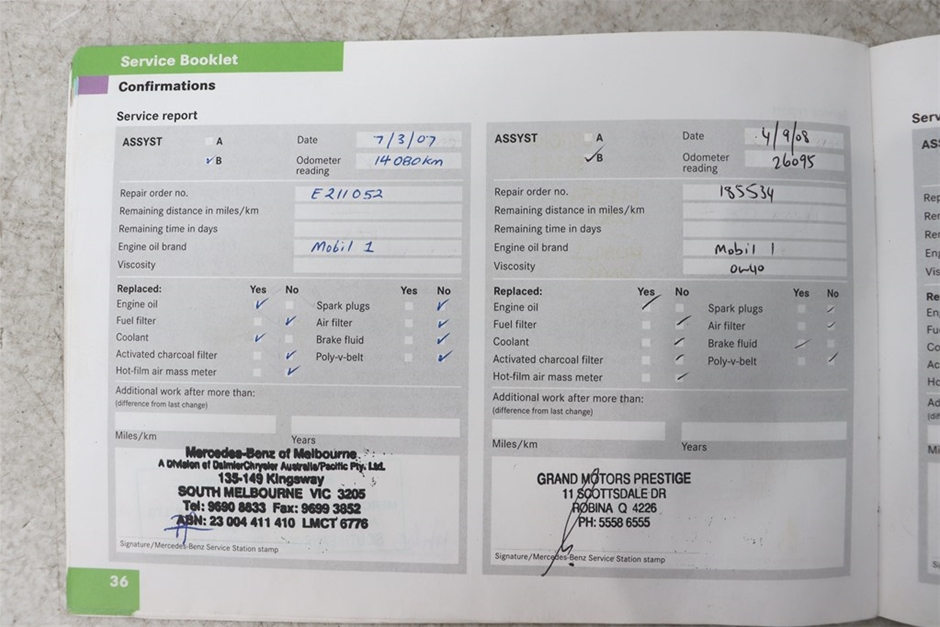 Service Booklet
Confirmations
Service report
ASSYST A
✓ B
Date 7/3/07
Odometer reading 14080km
Repair order no. E211052
Remaining distance in miles/km
Remaining time in days
Engine oil brand Mobil 1
Viscosity
Replaced: Yes No Yes No
Engine oil ✓ Spark plugs ✓
Fuel filter ✓ Air filter ✓
Coolant ✓ Brake fluid ✓
Activated charcoal filter ✓ Poly-v-belt ✓
Hot-film air mass meter ✓
Additional work after more than:
(difference from last change)
Miles/km Years
Mercedes-Benz of Melbourne
A Division of DaimlerChrysler Australia/Pacific Pty. Ltd.
135-149 Kingsway
SOUTH MELBOURNE VIC 3205
Tel: 9690 8833 Fax: 9699 3852
ABN: 23 004 411 410 LMCT 6776
Signature/Mercedes-Benz Service Station stamp
36
ASSYST A
✓ B
Date 4/9/08
Odometer reading 26095
Repair order no. 185534
Remaining distance in miles/km
Remaining time in days
Engine oil brand Mobil 1
Viscosity 0w40
Replaced: Yes No Yes No
Engine oil ✓ Spark plugs ✓
Fuel filter ✓ Air filter ✓
Coolant ✓ Brake fluid ✓
Activated charcoal filter ✓ Poly-v-belt ✓
Hot-film air mass meter ✓
Additional work after more than:
(difference from last change)
Miles/km Years
GRAND MOTORS PRESTIGE
11 SCOTTSDALE DR
ROBINA Q 4226
PH: 5558 6555
Signature/Mercedes-Benz Service Station stamp